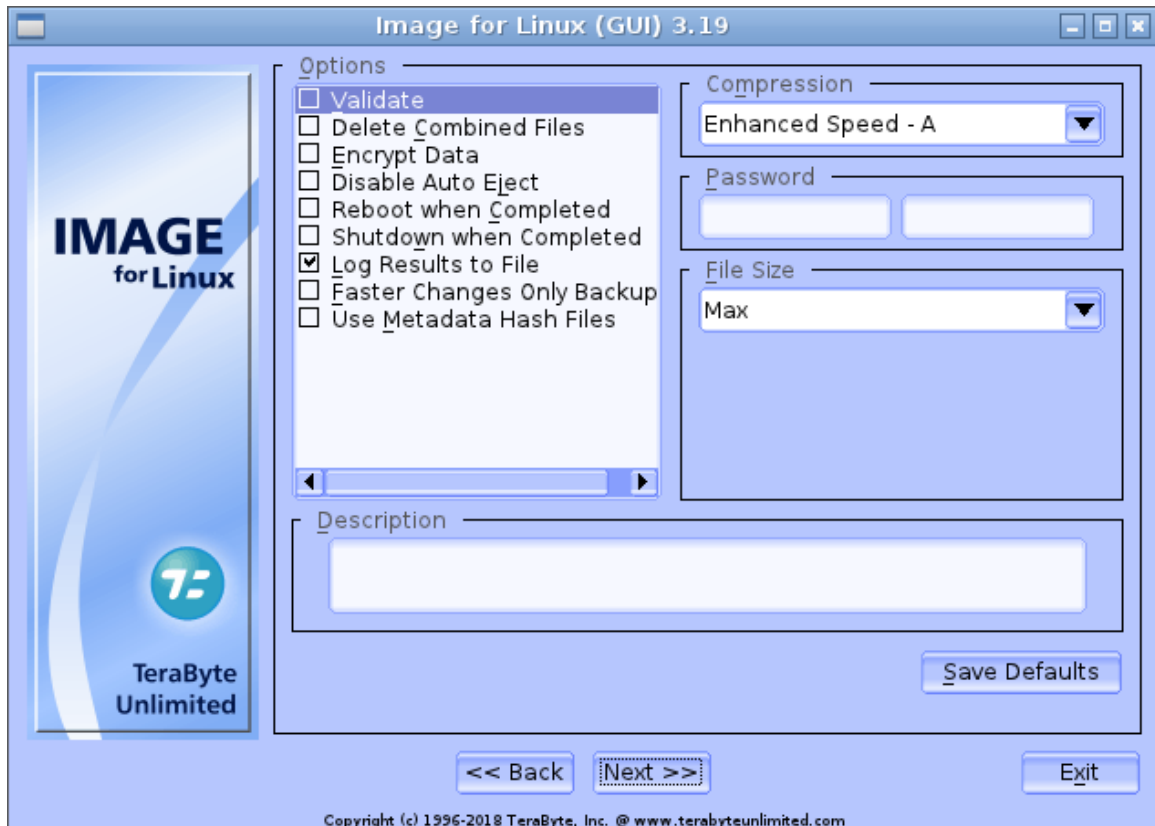 Image for Linux (GUI) 3.19
IMAGE
for Linux
TeraByte
Unlimited
Options
Validate
Delete Combined Files
Encrypt Data
Disable Auto Eject
Reboot when Completed
Shutdown when Completed
Log Results to File
Faster Changes Only Backup
Use Metadata Hash Files
Compression
Enhanced Speed - A
Password
File Size
Max
Description
Save Defaults
<< Back
Next >>
Exit
Copyright (c) 1996-2018 TeraByte, Inc. @ www.terabyteunlimited.com